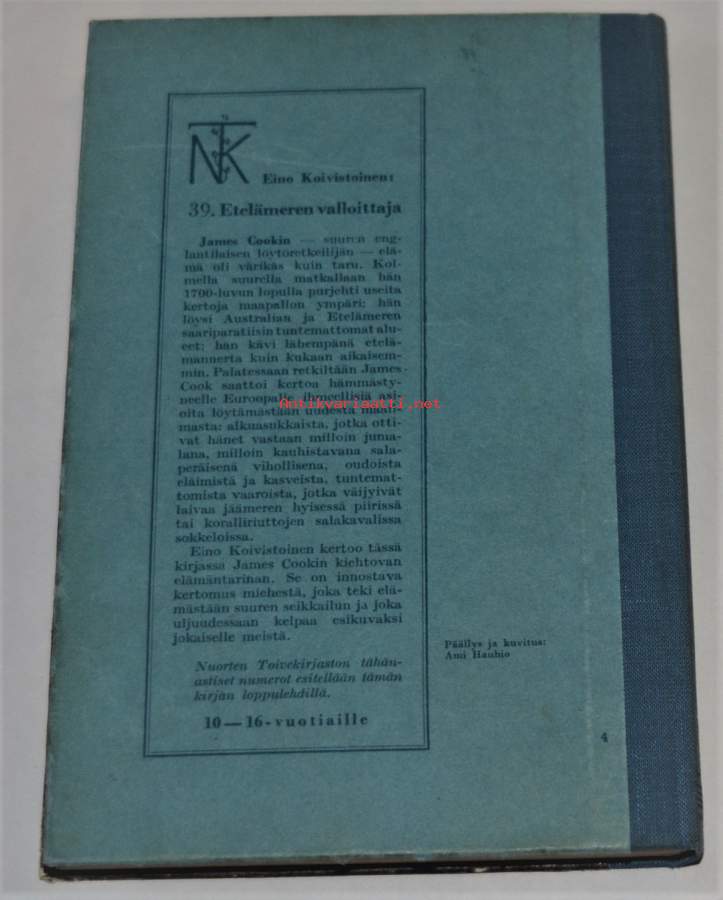 NTK
Eino Koivistoinen:
39. Etelämeren valloittaja
James Cookin — suuren eng-
lantilaisen löytöretkeilijän — elä-
mä oli värikäs kuin taru. Kol-
mella suurella matkallaan hän
1700-luvun lopulla purjehti useita
kertoja maapallon ympäri; hän
löysi Australian ja Etelämeren
saariparatiisin tuntemattomat alu-
eet; hän kävi lähempänä etelä-
mannerta kuin kukaan aikaisem-
min. Palatessaan retkiltään James
Cook saattoi kertoa hämmästy-
neelle Euroopalle ihmeellisiä asi-
Antikvariaatti.net
oita löytämästään uudesta maail-
masta: alkuasukkaista, jotka otti-
vat hänet vastaan milloin juma-
lana, milloin kauhistavana sala-
peräisenä vihollisena, oudoista
eläimistä ja kasveista, tuntemat-
tomista vaaroista, jotka väijyivät
laivaa jäämeren hyisessä piirissä
tai koralliriuttojen salakavalissa
sokkeloissa.
Eino Koivistoinen kertoo tässä
kirjassa James Cookin kiehtovan
elämäntarinan. Se on innostava
kertomus miehestä, joka teki elä-
mästään suuren seikkailun ja joka
uljuudessaan kelpaa esikuvaksi
jokaiselle meistä.
Nuorten Toivekirjaston tähän-
astiset numerot esitellään tämän
kirjan loppulehdillä.
10—16-vuotiaille
Päällys ja kuvitus:
Ami Hauhio
4